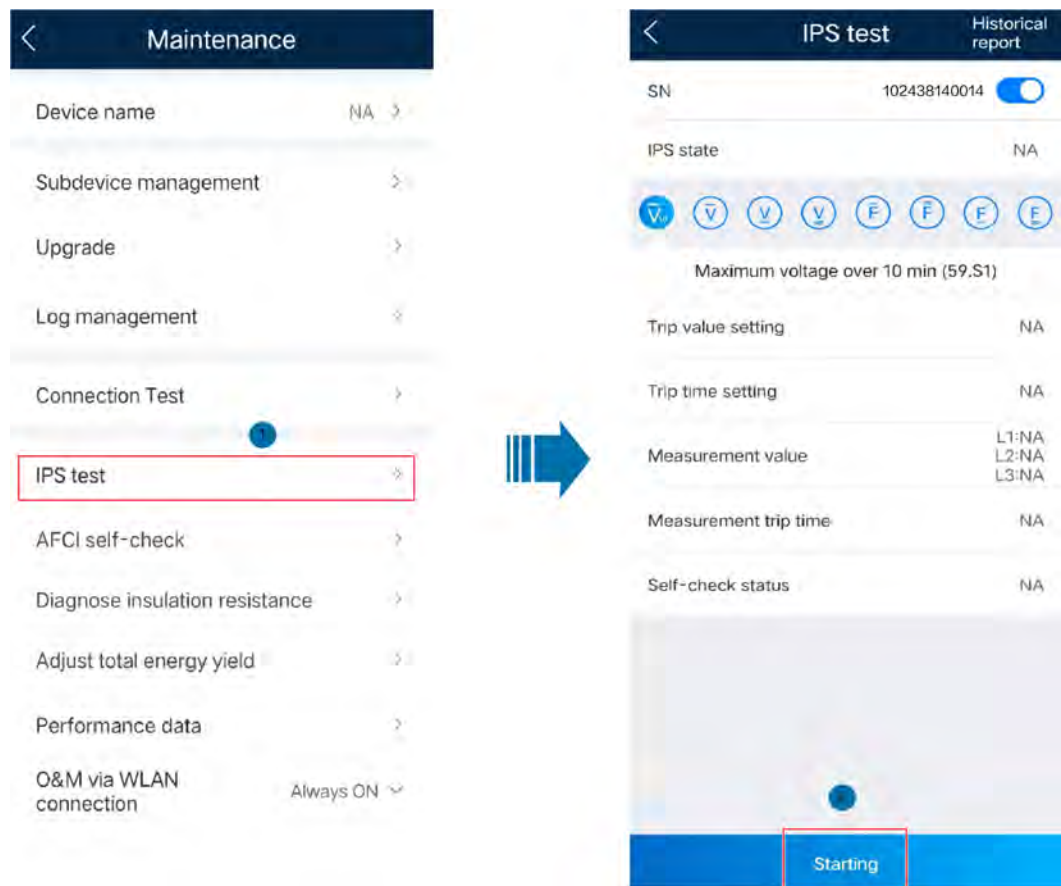 Maintenance
Device name NA
Subdevice management
Upgrade
Log management
Connection Test
1
IPS test
AFCI self-check
Diagnose insulation resistance
Adjust total energy yield
Performance data
O&M via WLAN
connection Always ON
IPS test
Historical
report
SN 102438140014
IPS state NA
V̅ V̅ V̲ V̳ F̅ F̿ F̲ F̳
Maximum voltage over 10 min (59.S1)
Trip value setting NA
Trip time setting NA
Measurement value
L1:NA
L2:NA
L3:NA
Measurement trip time NA
Self-check status NA
Starting